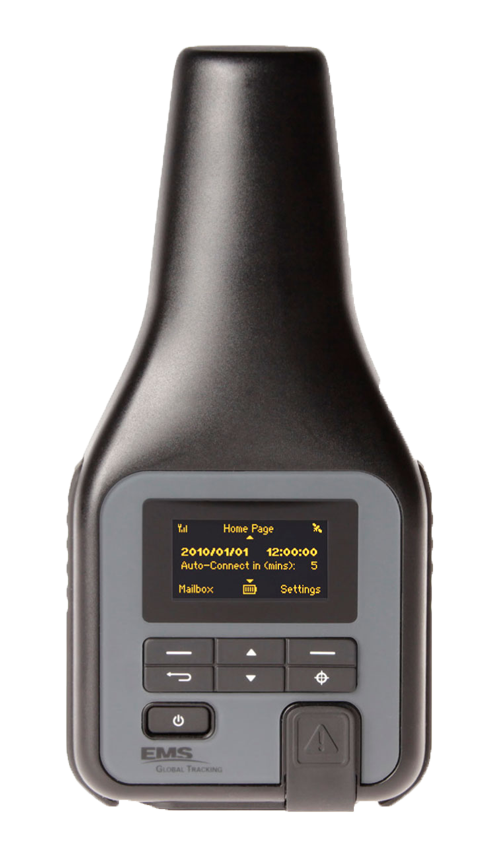 Home Page
2010/01/01 12:00:00
Auto-Connect in (mins): 5
Mailbox Settings
EMS
GLOBAL TRACKING